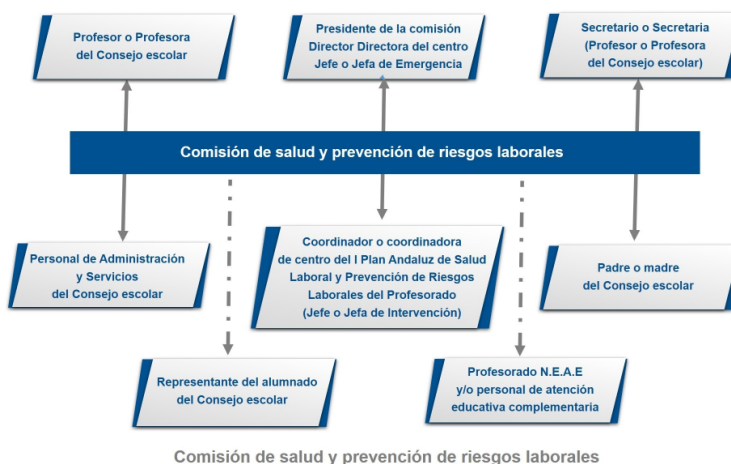 Profesor o Profesora
del Consejo escolar
Presidente de la comisión
Director Directora del centro
Jefe o Jefa de Emergencia
Secretario o Secretaria
(Profesor o Profesora
del Consejo escolar)
Comisión de salud y prevención de riesgos laborales
Personal de Administración
y Servicios
del Consejo escolar
Coordinador o coordinadora
de centro del I Plan Andaluz de Salud
Laboral y Prevención de Riesgos
Laborales del Profesorado
(Jefe o Jefa de Intervención)
Padre o madre
del Consejo escolar
Representante del alumnado
del Consejo escolar
Profesorado N.E.A.E
y/o personal de atención
educativa complementaria
Comisión de salud y prevención de riesgos laborales